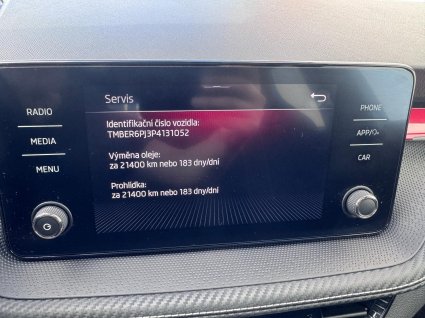 Servis
RADIO
MEDIA
MENU
Identifikační číslo vozidla:
TMBER6PJ3P4131052
Výměna oleje:
za 21400 km nebo 183 dny/dní
Prohlídka:
za 21400 km nebo 183 dny/dní
PHONE
APP/
CAR